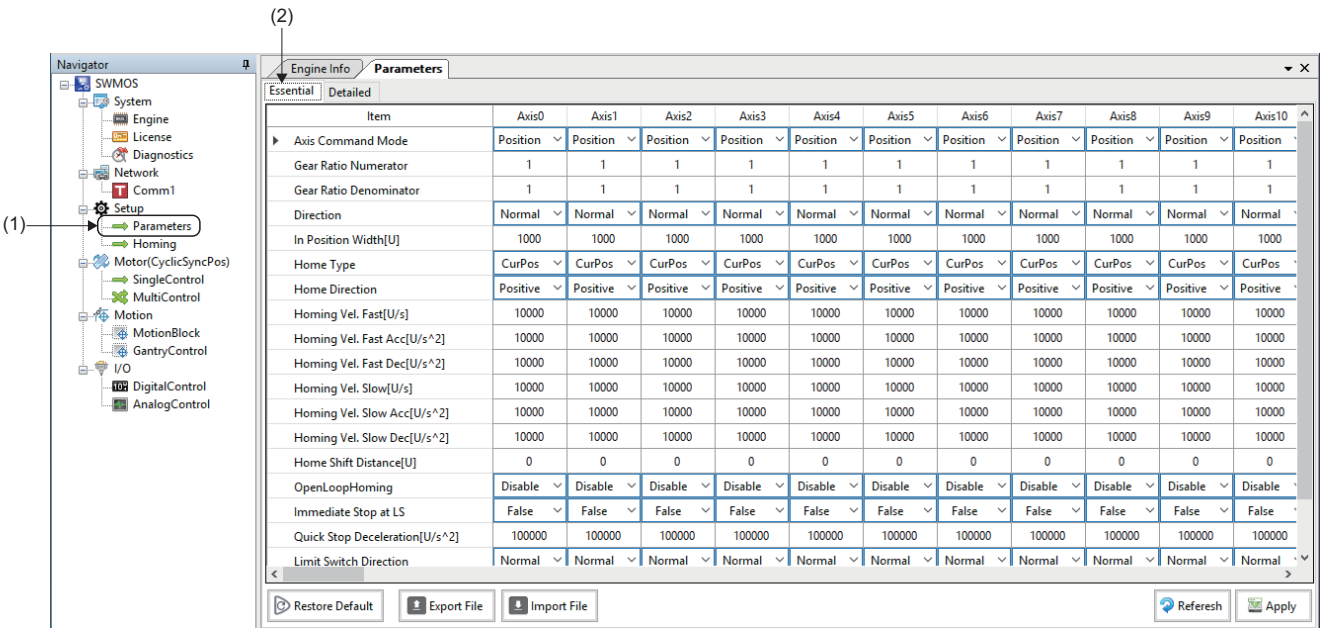 (2)
Navigator
SWMOS
System
Engine
License
Diagnostics
Network
Comm1
Setup
(1)
Parameters
Homing
Motor(CyclicSyncPos)
SingleControl
MultiControl
Motion
MotionBlock
GantryControl
I/O
DigitalControl
AnalogControl
Engine Info Parameters
Essential Detailed
Item Axis0 Axis1 Axis2 Axis3 Axis4 Axis5 Axis6 Axis7 Axis8 Axis9 Axis10
Axis Command Mode Position Position Position Position Position Position Position Position Position Position Position
Gear Ratio Numerator 1 1 1 1 1 1 1 1 1 1 1
Gear Ratio Denominator 1 1 1 1 1 1 1 1 1 1 1
Direction Normal Normal Normal Normal Normal Normal Normal Normal Normal Normal Normal
In Position Width[U] 1000 1000 1000 1000 1000 1000 1000 1000 1000 1000 1000
Home Type CurPos CurPos CurPos CurPos CurPos CurPos CurPos CurPos CurPos CurPos CurPos
Home Direction Positive Positive Positive Positive Positive Positive Positive Positive Positive Positive Positive
Homing Vel. Fast[U/s] 10000 10000 10000 10000 10000 10000 10000 10000 10000 10000 10000
Homing Vel. Fast Acc[U/s^2] 10000 10000 10000 10000 10000 10000 10000 10000 10000 10000 10000
Homing Vel. Fast Dec[U/s^2] 10000 10000 10000 10000 10000 10000 10000 10000 10000 10000 10000
Homing Vel. Slow[U/s] 10000 10000 10000 10000 10000 10000 10000 10000 10000 10000 10000
Homing Vel. Slow Acc[U/s^2] 10000 10000 10000 10000 10000 10000 10000 10000 10000 10000 10000
Homing Vel. Slow Dec[U/s^2] 10000 10000 10000 10000 10000 10000 10000 10000 10000 10000 10000
Home Shift Distance[U] 0 0 0 0 0 0 0 0 0 0 0
OpenLoopHoming Disable Disable Disable Disable Disable Disable Disable Disable Disable Disable Disable
Immediate Stop at LS False False False False False False False False False False False
Quick Stop Deceleration[U/s^2] 100000 100000 100000 100000 100000 100000 100000 100000 100000 100000 100000
Limit Switch Direction Normal Normal Normal Normal Normal Normal Normal Normal Normal Normal Normal
Restore Default Export File Import File Referesh Apply